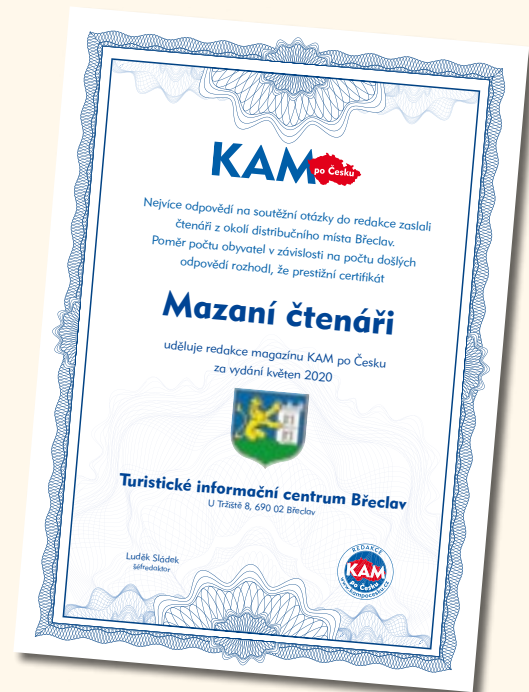 KAM
po Česku
Nejvíce odpovědí na soutěžní otázky do redakce zaslali
čtenáři z okolí distribučního místa Břeclav.
Poměr počtu obyvatel v závislosti na počtu došlých
odpovědí rozhodl, že prestižní certifikát
Mazaní čtenáři
uděluje redakce magazínu KAM po Česku
za vydání květen 2020
Turistické informační centrum Břeclav
U Tržiště 8, 690 02 Břeclav
Luděk Sládek
šéfredaktor
REDAKCE
KAM
po Česku
www.kampocesku.cz